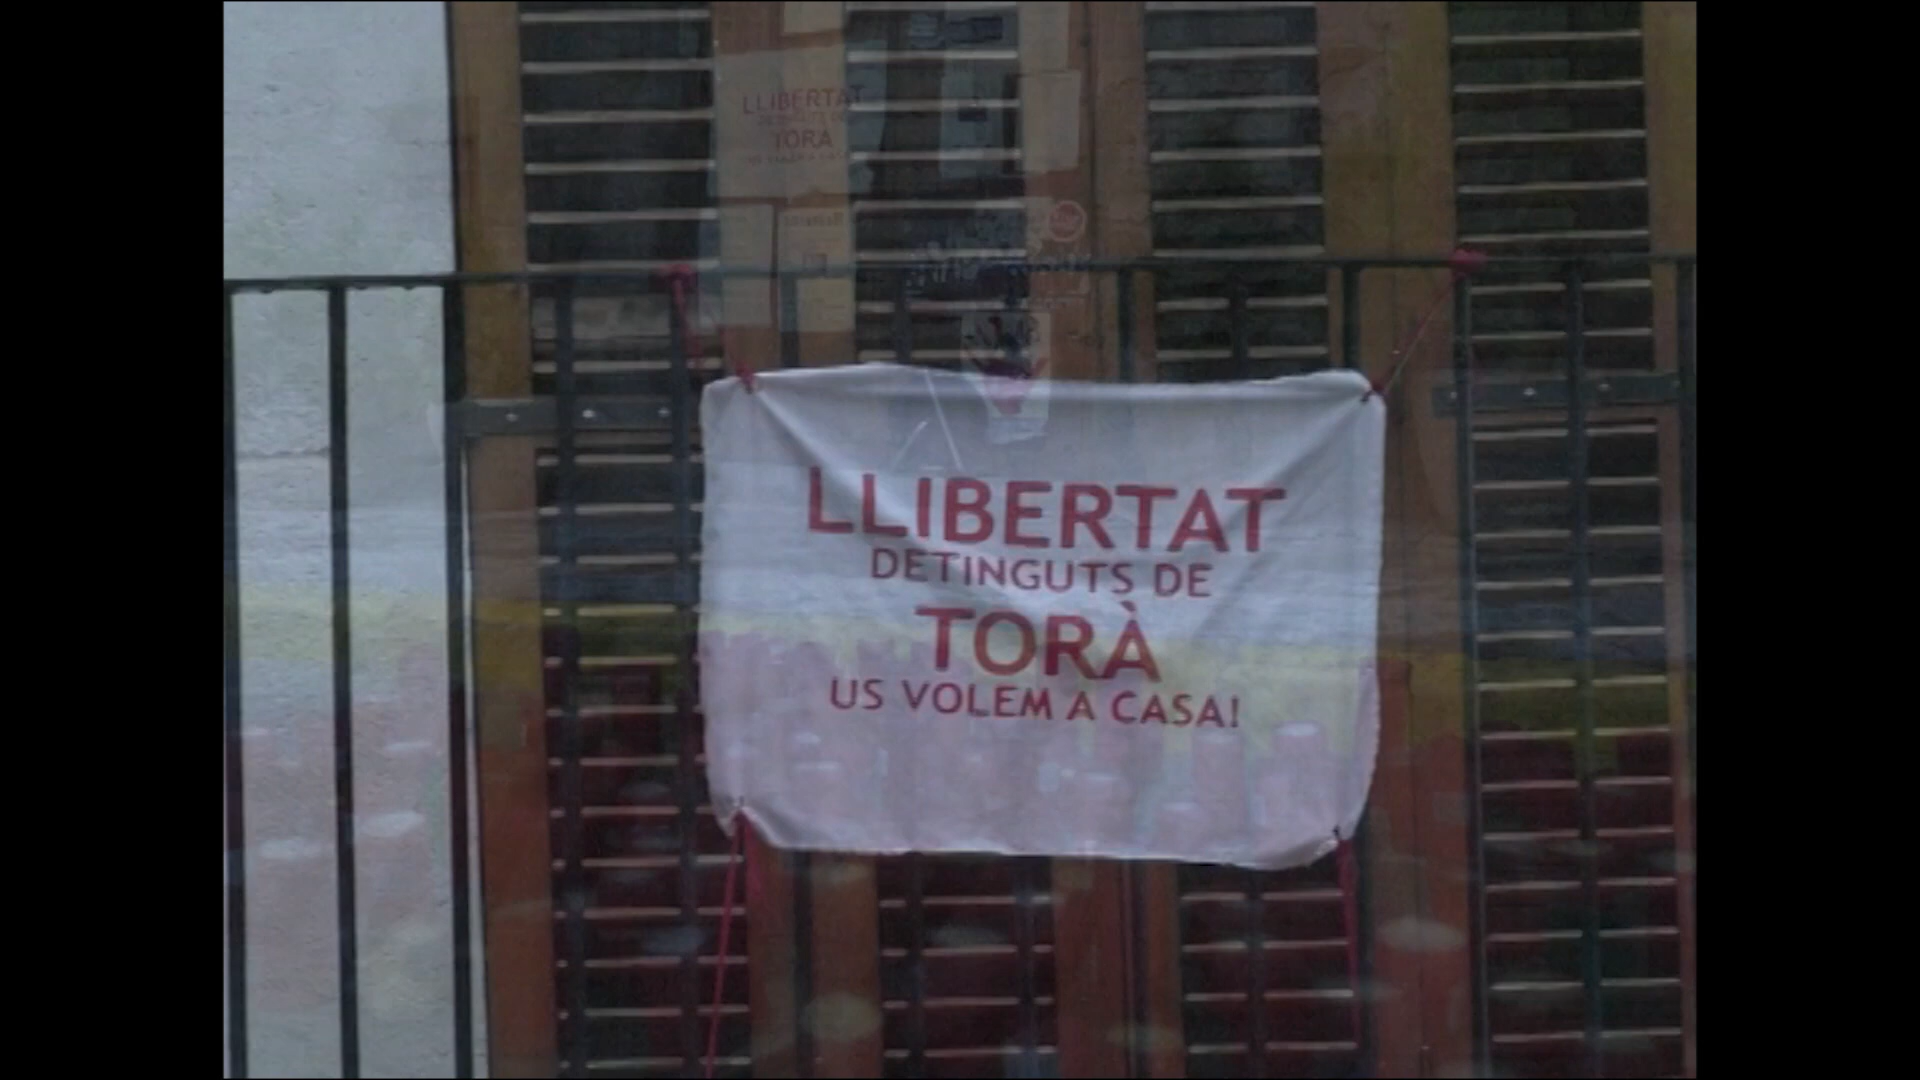 LLIBERTAT
TORA
LLIBERTAT
DETINGUTS DE
TORÀ
US VOLEM A CASA!